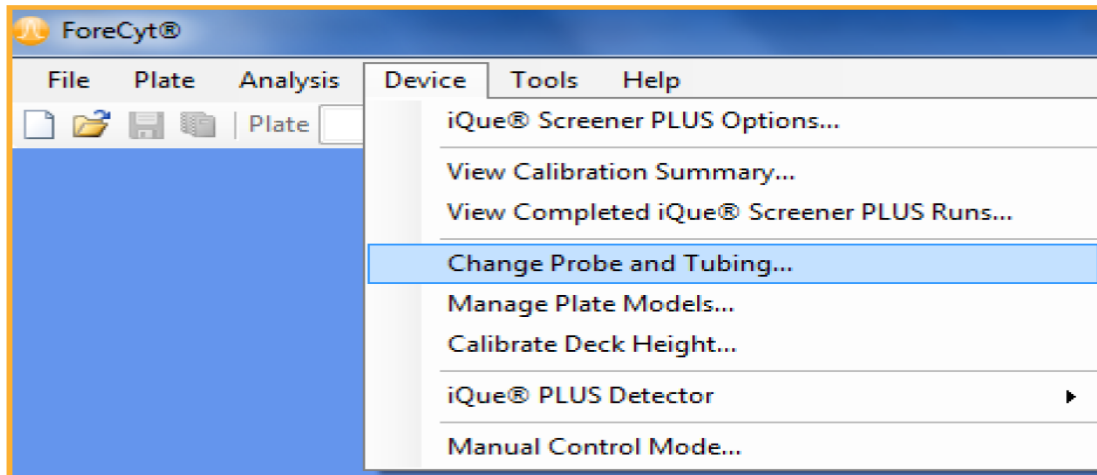 ForeCyt®
File Plate Analysis Device Tools Help
Plate
iQue® Screener PLUS Options...
View Calibration Summary...
View Completed iQue® Screener PLUS Runs...
Change Probe and Tubing...
Manage Plate Models...
Calibrate Deck Height...
iQue® PLUS Detector
Manual Control Mode...